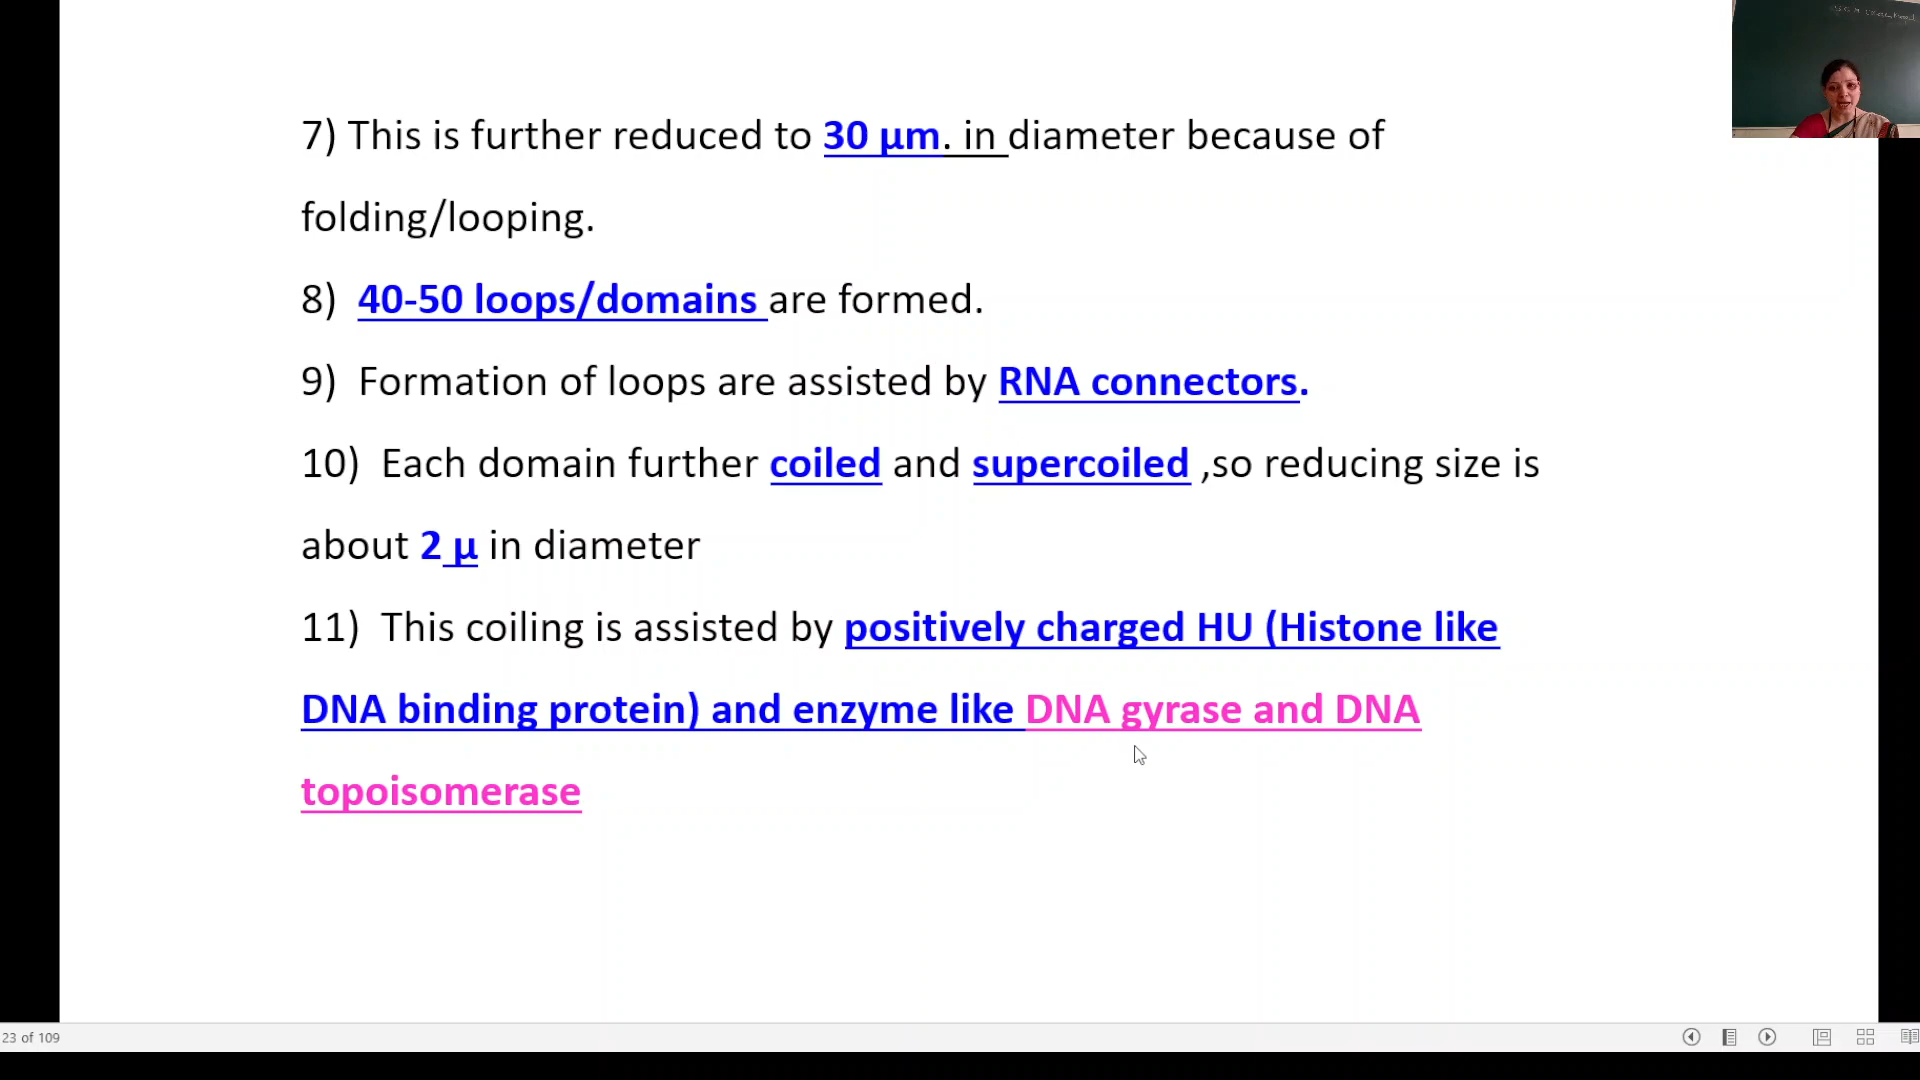 7) This is further reduced to 30 µm. in diameter because of
folding/looping.
8) 40-50 loops/domains are formed.
9) Formation of loops are assisted by RNA connectors.
10) Each domain further coiled and supercoiled ,so reducing size is
about 2 µ in diameter
11) This coiling is assisted by positively charged HU (Histone like
DNA binding protein) and enzyme like DNA gyrase and DNA
topoisomerase
23 of 109